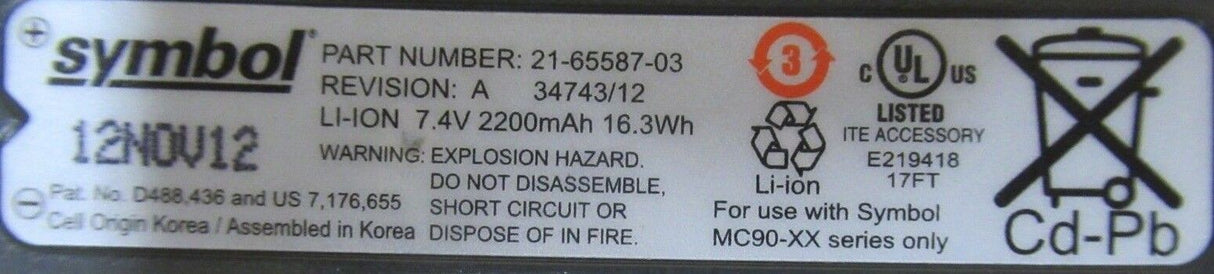 + symbol®
12NOV12
PART NUMBER: 21-65587-03
REVISION: A 34743/12
LI-ION 7.4V 2200mAh 16.3Wh
WARNING: EXPLOSION HAZARD.
DO NOT DISASSEMBLE,
SHORT CIRCUIT OR
DISPOSE OF IN FIRE.
Pat. No. D488,436 and US 7,176,655
Cell Origin Korea / Assembled in Korea
3
Li-ion
C UL US
LISTED
ITE ACCESSORY
E219418
17FT
For use with Symbol
MC90-XX series only
Cd-Pb